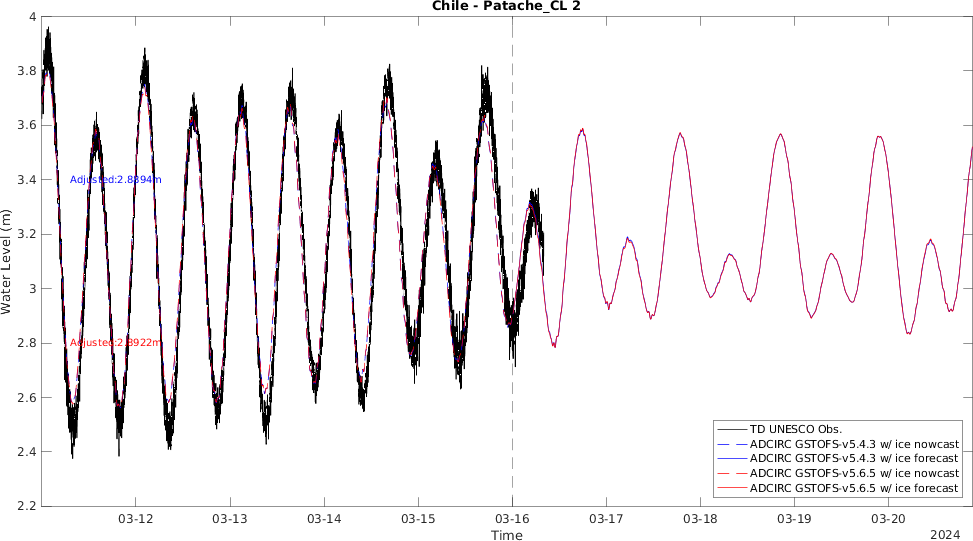 Chile - Patache_CL 2
4
3.8
3.6
3.4
3.2
3
2.8
2.6
2.4
2.2
Water Level (m)
Adjusted:2.8894m
Adjusted:2.8922m
TD UNESCO Obs.
ADCIRC GSTOFS-v5.4.3 w/ ice nowcast
ADCIRC GSTOFS-v5.4.3 w/ ice forecast
ADCIRC GSTOFS-v5.6.5 w/ ice nowcast
ADCIRC GSTOFS-v5.6.5 w/ ice forecast
03-12 03-13 03-14 03-15 03-16 03-17 03-18 03-19 03-20
Time
2024